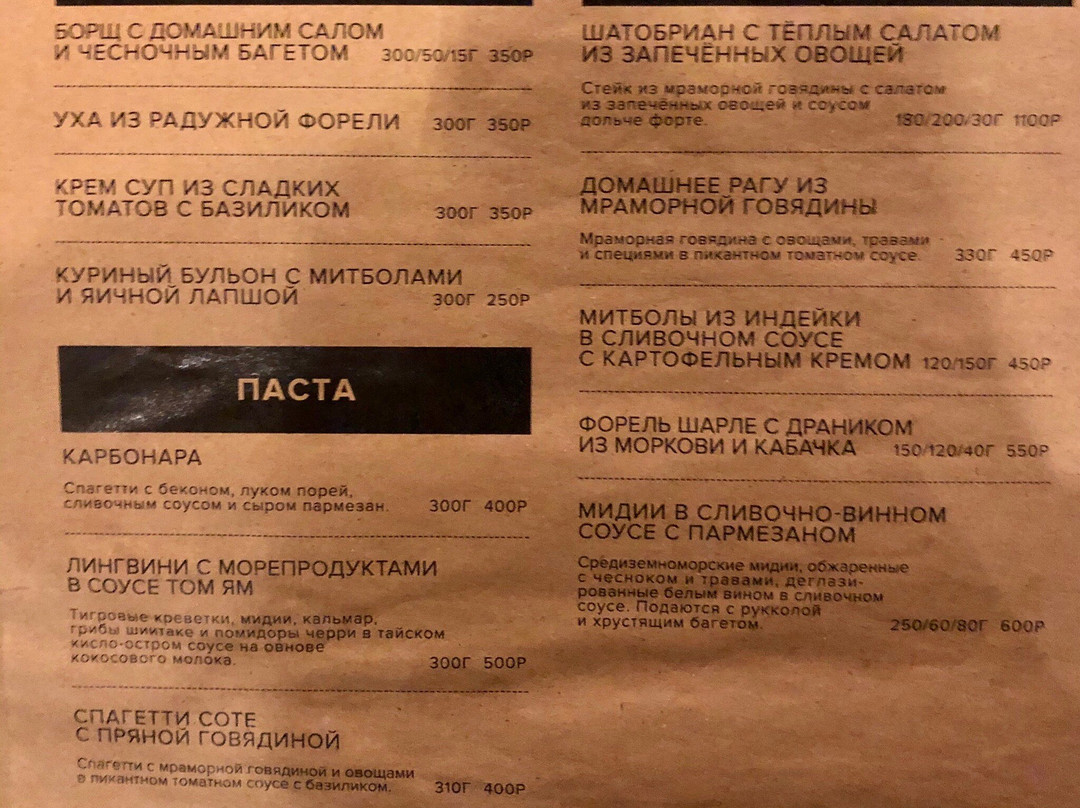 БОРЩ С ДОМАШНИМ САЛОМ
И ЧЕСНОЧНЫМ БАГЕТОМ 300/50/15Г 350Р
УХА ИЗ РАДУЖНОЙ ФОРЕЛИ 300Г 350Р
КРЕМ СУП ИЗ СЛАДКИХ
ТОМАТОВ С БАЗИЛИКОМ 300Г 350Р
КУРИНЫЙ БУЛЬОН С МИТБОЛАМИ
И ЯИЧНОЙ ЛАПШОЙ 300Г 250Р
ПАСТА
КАРБОНАРА
Спагетти с беконом, луком порей,
сливочным соусом и сыром пармезан. 300Г 400Р
ЛИНГВИНИ С МОРЕПРОДУКТАМИ
В СОУСЕ ТОМ ЯМ
Тигровые креветки, мидии, кальмар,
грибы шиитаке и помидоры черри в тайском
кисло-остром соусе на овнове
кокосового молока. 300Г 500Р
СПАГЕТТИ СОТЕ
С ПРЯНОЙ ГОВЯДИНОЙ
Спагетти с мраморной говядиной и овощами
в пикантном томатном соусе с базиликом. 310Г 400Р
ШАТОБРИАН С ТЁПЛЫМ САЛАТОМ
ИЗ ЗАПЕЧЁННЫХ ОВОЩЕЙ
Стейк из мраморной говядины с салатом
из запечённых овощей и соусом
дольче форте. 180/200/30Г 1100Р
ДОМАШНЕЕ РАГУ ИЗ
МРАМОРНОЙ ГОВЯДИНЫ
Мраморная говядина с овощами, травами
и специями в пикантном томатном соусе. 330Г 450Р
МИТБОЛЫ ИЗ ИНДЕЙКИ
В СЛИВОЧНОМ СОУСЕ
С КАРТОФЕЛЬНЫМ КРЕМОМ 120/150Г 450Р
ФОРЕЛЬ ШАРЛЕ С ДРАНИКОМ
ИЗ МОРКОВИ И КАБАЧКА 150/120/40Г 550Р
МИДИИ В СЛИВОЧНО-ВИННОМ
СОУСЕ С ПАРМЕЗАНОМ
Средиземноморские мидии, обжаренные
с чесноком и травами, деглази-
рованные белым вином в сливочном
соусе. Подаются с рукколой
и хрустящим багетом. 250/60/80Г 600Р